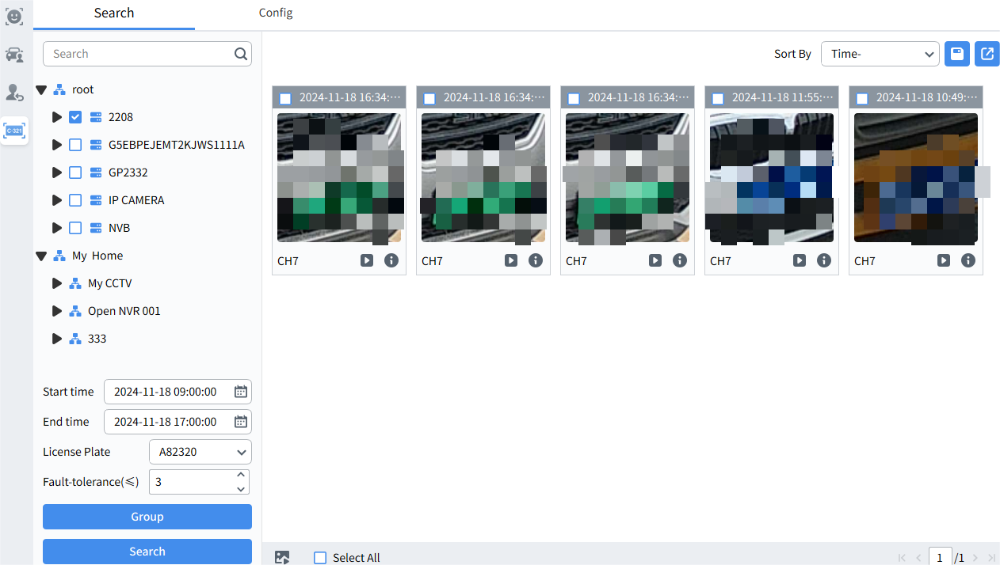 Search
Config
Search
Sort By
Time-
root
2208
G5EBPEJEMT2KJWS1111A
GP2332
IP CAMERA
NVB
My Home
My CCTV
Open NVR 001
333
2024-11-18 16:34:···
2024-11-18 16:34:···
2024-11-18 16:34:···
2024-11-18 11:55:···
2024-11-18 10:49:···
CH7
CH7
CH7
CH7
CH7
Start time
2024-11-18 09:00:00
End time
2024-11-18 17:00:00
License Plate
A82320
Fault-tolerance(≤)
3
Group
Search
Select All
1
/1
C·321